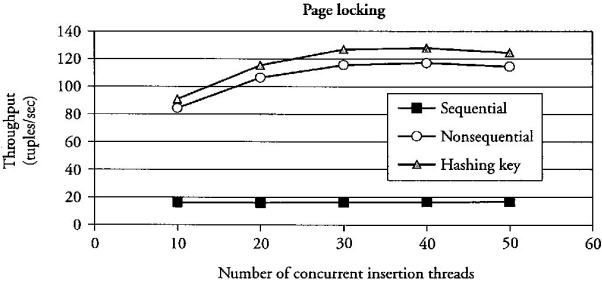 Page locking
140
120
100
80
60
40
20
0
Throughput
(tuples/sec)
Sequential
Nonsequential
Hashing key
0 10 20 30 40 50 60
Number of concurrent insertion threads